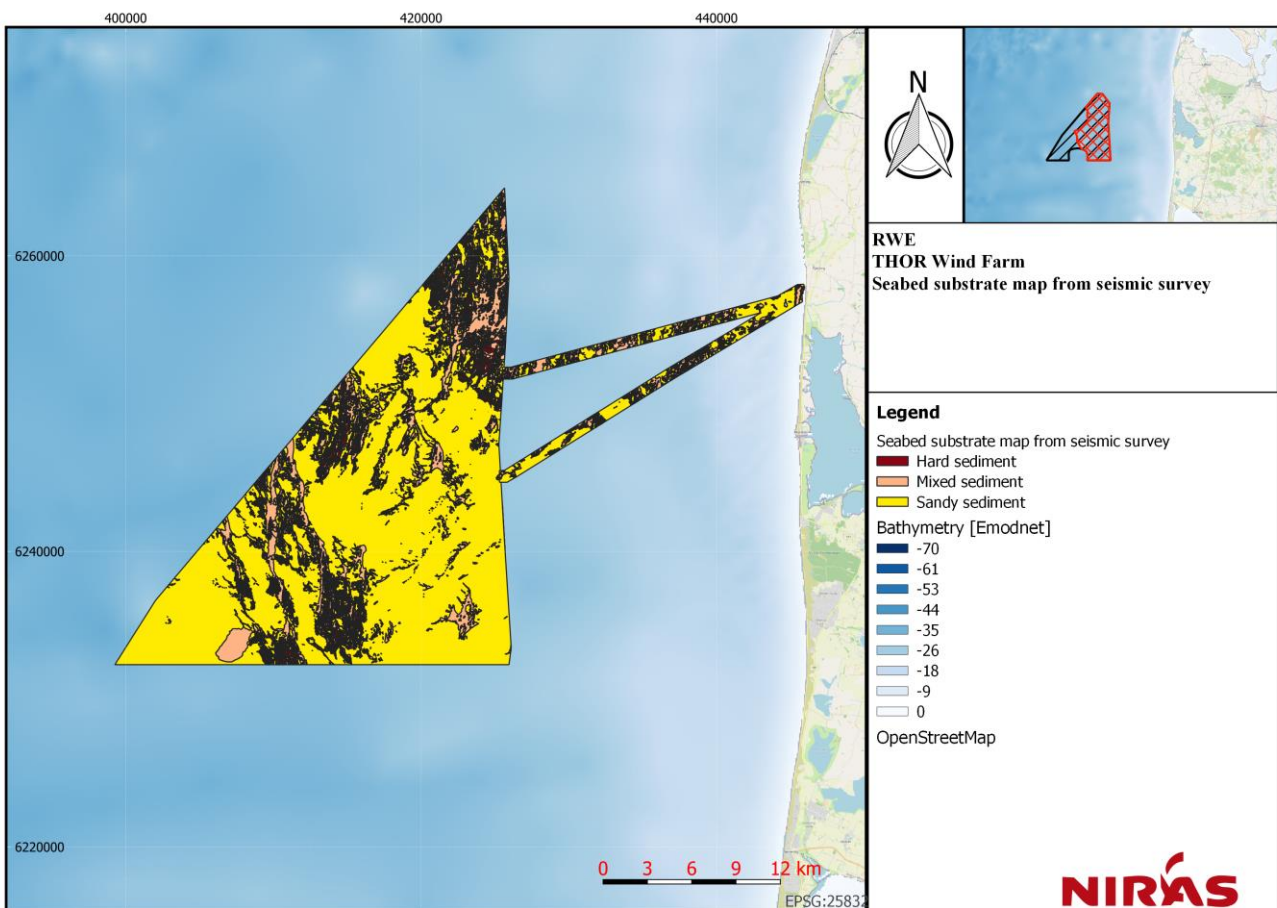 400000
420000
440000
6260000
6240000
6220000
0 3 6 9 12 km
EPSG:25832
N
RWE
THOR Wind Farm
Seabed substrate map from seismic survey
Legend
Seabed substrate map from seismic survey
Hard sediment
Mixed sediment
Sandy sediment
Bathymetry [Emodnet]
-70
-61
-53
-44
-35
-26
-18
-9
0
OpenStreetMap
NIRAS